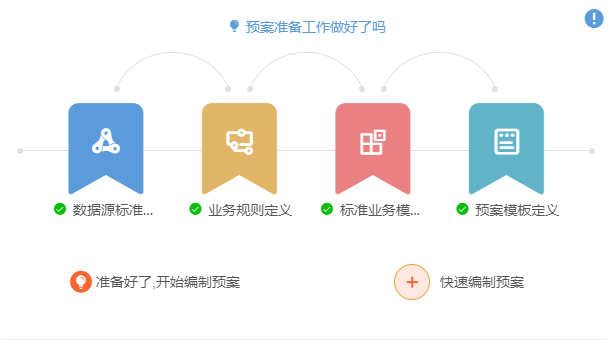 预案准备工作做好了吗
数据源标准...
业务规则定义
标准业务模...
预案模板定义
准备好了,开始编制预案
快速编制预案